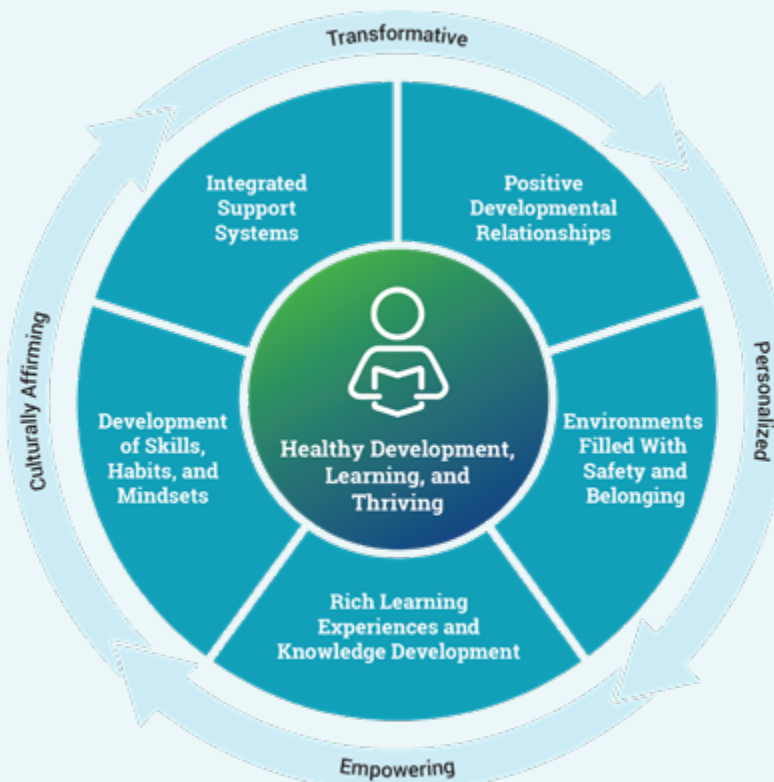 Transformative
Integrated
Support
Systems
Positive
Developmental
Relationships
Culturally Affirming
Personalized
Development
of Skills,
Habits, and
Mindsets
Healthy Development,
Learning, and
Thriving
Environments
Filled With
Safety and
Belonging
Rich Learning
Experiences and
Knowledge Development
Empowering